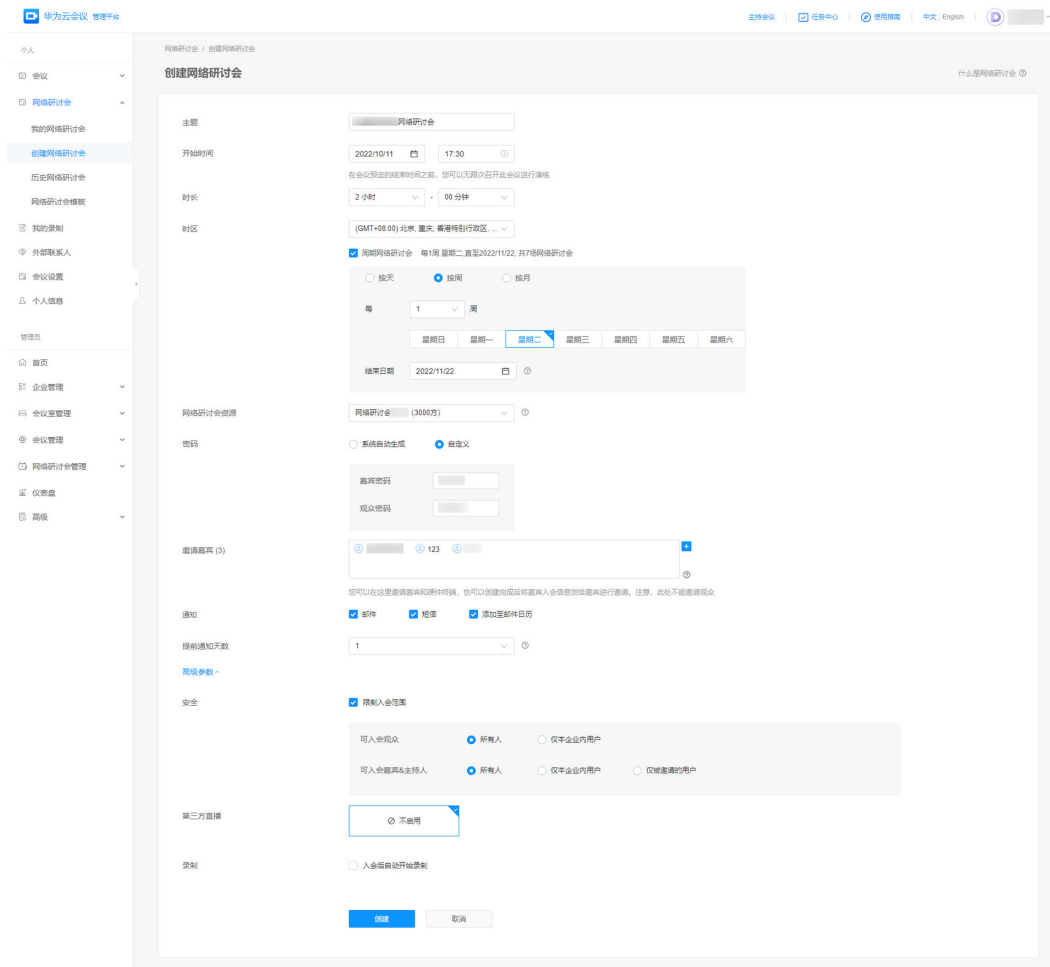 华为云会议 管理平台
主持会议 任务中心 使用指南 中文 | English D
个人
会议
网络研讨会
我的网络研讨会
创建网络研讨会
历史网络研讨会
网络研讨会模板
我的录制
外部联系人
会议设置
个人信息
管理员
首页
企业管理
会议室管理
会议管理
网络研讨会管理
仪表盘
高级
网络研讨会 / 创建网络研讨会
创建网络研讨会
什么是网络研讨会
主题 网络研讨会
开始时间 2022/10/11 17:30
在会议预定的结束时间之前，您可以无限次召开此会议进行演练
时长 2 小时 - 00 分钟
时区 (GMT+08:00) 北京, 重庆, 香港特别行政区, ...
周期网络研讨会 每1周 星期二,直至2022/11/22, 共7场网络研讨会
按天 按周 按月
每 1 周
星期日 星期一 星期二 星期三 星期四 星期五 星期六
结束日期 2022/11/22
网络研讨会资源 网络研讨会 (3000方)
密码 系统自动生成 自定义
嘉宾密码
观众密码
邀请嘉宾 (3) 123
您可以在这里邀请嘉宾和硬件终端，也可以创建完成后将嘉宾入会信息发给嘉宾进行邀请。注意，此处不能邀请观众
通知 邮件 短信 添加至邮件日历
提前通知天数 1
高级参数
安全 限制入会范围
可入会观众 所有人 仅本企业内用户
可入会嘉宾&主持人 所有人 仅本企业内用户 仅被邀请的用户
第三方直播 不启用
录制 入会后自动开始录制
创建 取消